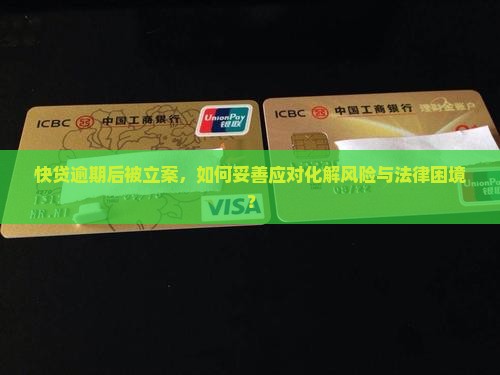 ICBC 中国工商银行
UnionPay
银联
ICBC 中国工商银行 理财金账户
UnionPay
银联
快贷逾期后被立案，如何妥善应对化解风险与法律困境
？
VISA